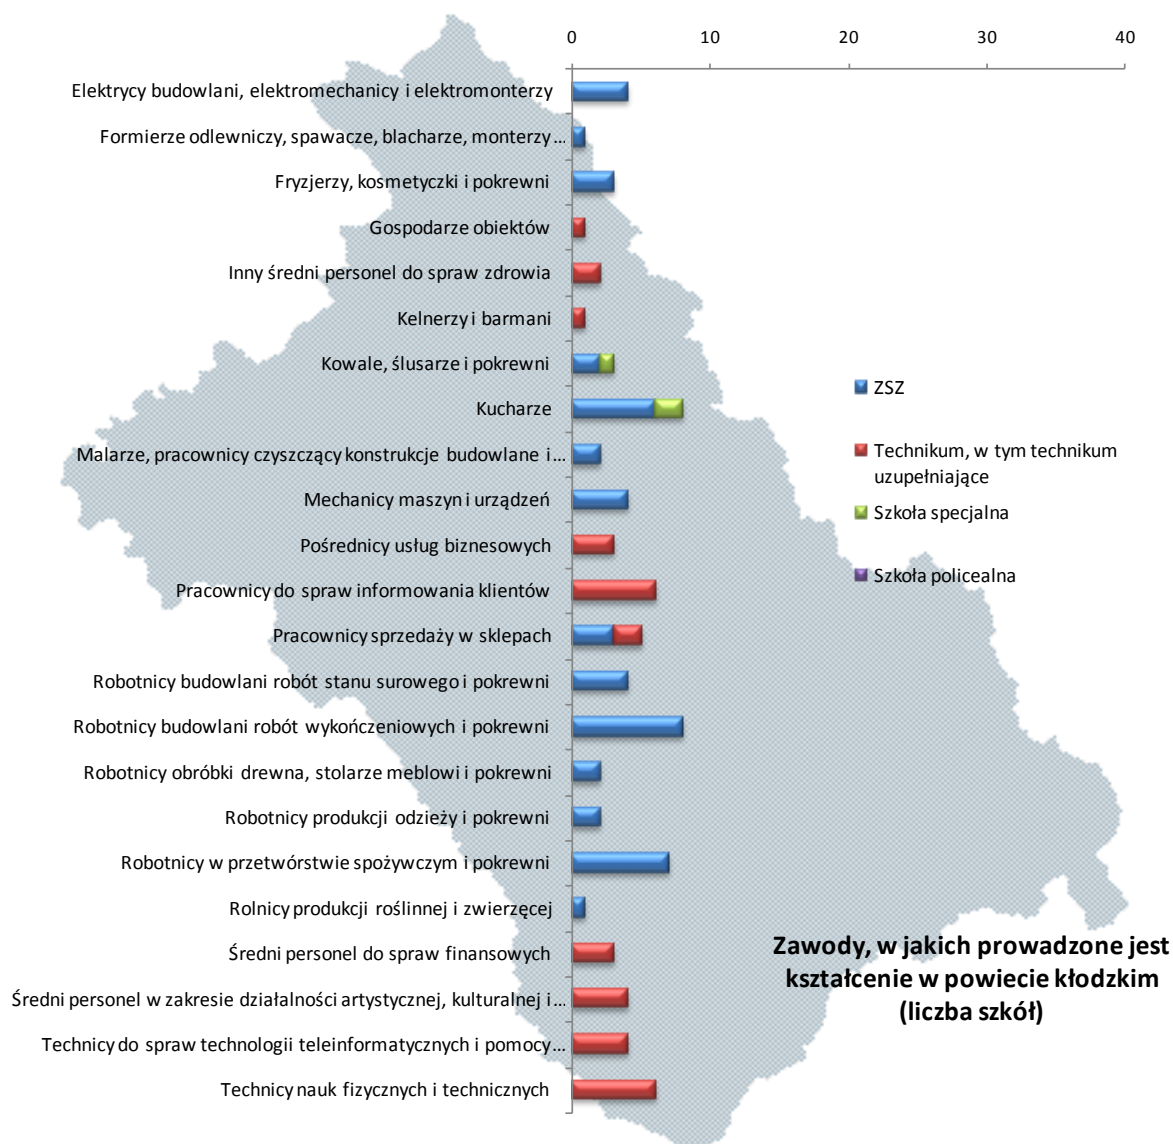 0 10 20 30 40
Elektrycy budowlani, elektromechanicy i elektromonterzy
Formierze odlewniczy, spawacze, blacharze, monterzy ...
Fryzjerzy, kosmetyczki i pokrewni
Gospodarze obiektów
Inny średni personel do spraw zdrowia
Kelnerzy i barmani
Kowale, ślusarze i pokrewni
Kucharze
Malarze, pracownicy czyszczący konstrukcje budowlane i...
Mechanicy maszyn i urządzeń
Pośrednicy usług biznesowych
Pracownicy do spraw informowania klientów
Pracownicy sprzedaży w sklepach
Robotnicy budowlani robót stanu surowego i pokrewni
Robotnicy budowlani robót wykończeniowych i pokrewni
Robotnicy obróbki drewna, stolarze meblowi i pokrewni
Robotnicy produkcji odzieży i pokrewni
Robotnicy w przetwórstwie spożywczym i pokrewni
Rolnicy produkcji roślinnej i zwierzęcej
Średni personel do spraw finansowych
Średni personel w zakresie działalności artystycznej, kulturalnej i...
Technicy do spraw technologii teleinformatycznych i pomocy ...
Technicy nauk fizycznych i technicznych
ZSZ
Technikum, w tym technikum
uzupełniające
Szkoła specjalna
Szkoła policealna
Zawody, w jakich prowadzone jest
kształcenie w powiecie kłodzkim
(liczba szkół)